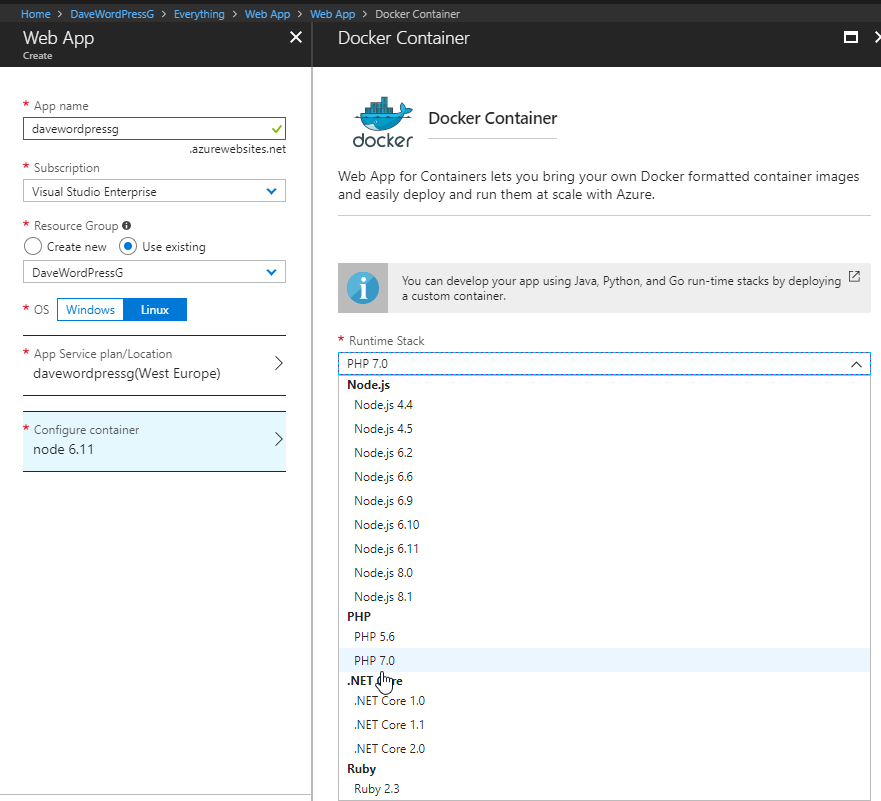 Home > DaveWordPressG > Everything > Web App > Web App > Docker Container
Web App
Create
Docker Container
* App name
davewordpressg
.azurewebsites.net
* Subscription
Visual Studio Enterprise
* Resource Group
Create new Use existing
DaveWordPressG
* OS Windows Linux
* App Service plan/Location
davewordpressg(West Europe)
* Configure container
node 6.11
docker
Docker Container
Web App for Containers lets you bring your own Docker formatted container images
and easily deploy and run them at scale with Azure.
You can develop your app using Java, Python, and Go run-time stacks by deploying
a custom container.
* Runtime Stack
PHP 7.0
Node.js
Node.js 4.4
Node.js 4.5
Node.js 6.2
Node.js 6.6
Node.js 6.9
Node.js 6.10
Node.js 6.11
Node.js 8.0
Node.js 8.1
PHP
PHP 5.6
PHP 7.0
.NET Core
.NET Core 1.0
.NET Core 1.1
.NET Core 2.0
Ruby
Ruby 2.3